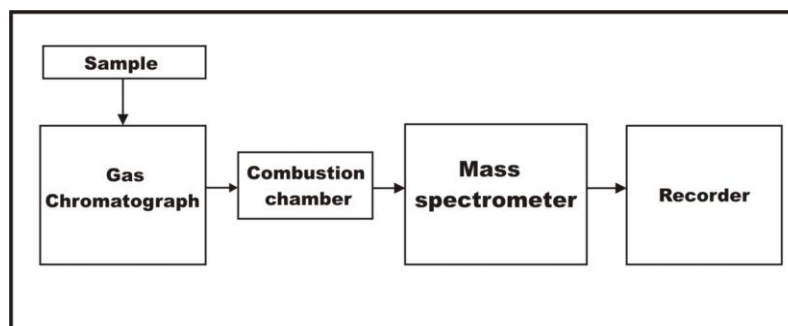 Sample
Gas
Chromatograph
Combustion
chamber
Mass
spectrometer
Recorder